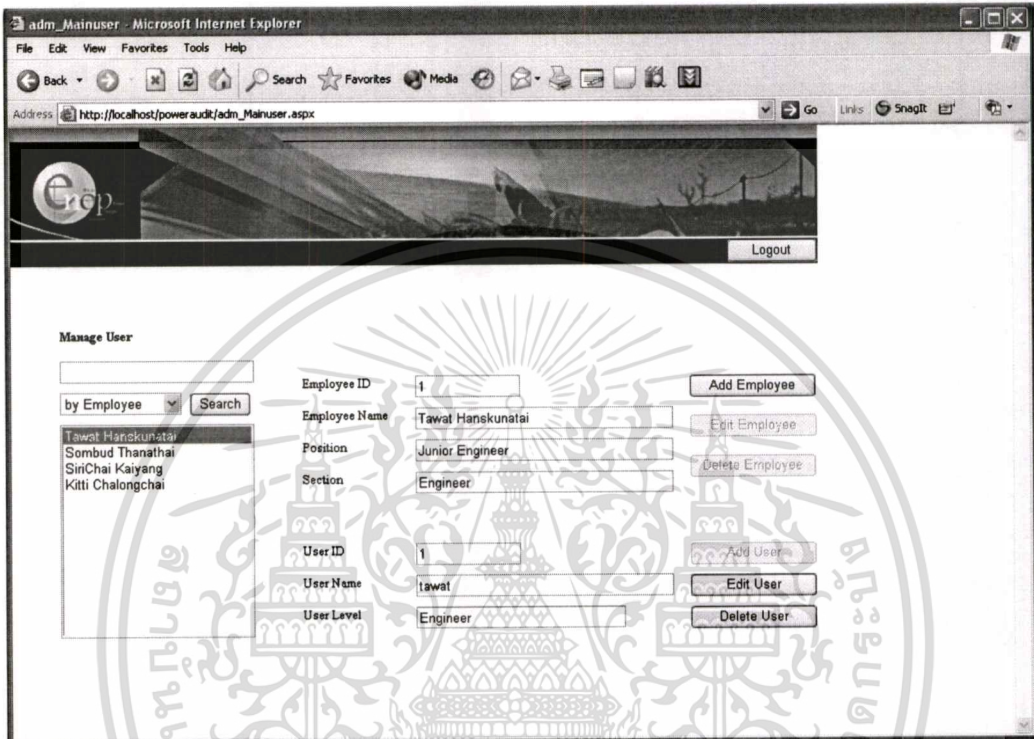 adm_Mainuser - Microsoft Internet Explorer
File Edit View Favorites Tools Help
Back Search Favorites Media
Address http://localhost/poweraudit/adm_Mainuser.aspx Go Links SnagIt
Logout
Manage User
by Employee Search
Tawat Hanskunatai
Sombud Thanathai
SiriChai Kaiyang
Kitti Chalongchai
Employee ID 1 Add Employee
Employee Name Tawat Hanskunatai Edit Employee
Position Junior Engineer Delete Employee
Section Engineer
User ID 1 Add User
User Name tawat Edit User
User Level Engineer Delete User